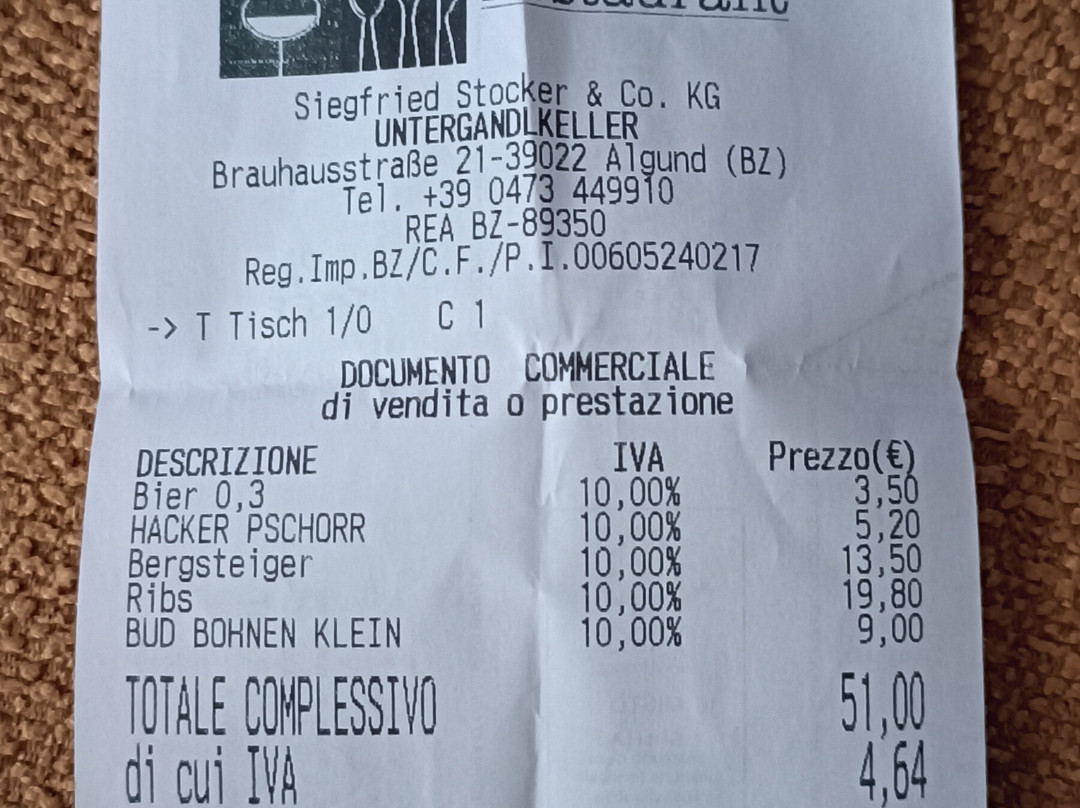 Siegfried Stocker & Co. KG
UNTERGANDLKELLER
Brauhausstraße 21-39022 Algund (BZ)
Tel. +39 0473 449910
REA BZ-89350
Reg.Imp.BZ/C.F./P.I.00605240217
-> T Tisch 1/0 C 1
DOCUMENTO COMMERCIALE
di vendita o prestazione
DESCRIZIONE IVA Prezzo(€)
Bier 0,3 10,00% 3,50
HACKER PSCHORR 10,00% 5,20
Bergsteiger 10,00% 13,50
Ribs 10,00% 19,80
BUD BOHNEN KLEIN 10,00% 9,00
TOTALE COMPLESSIVO 51,00
di cui IVA 4,64